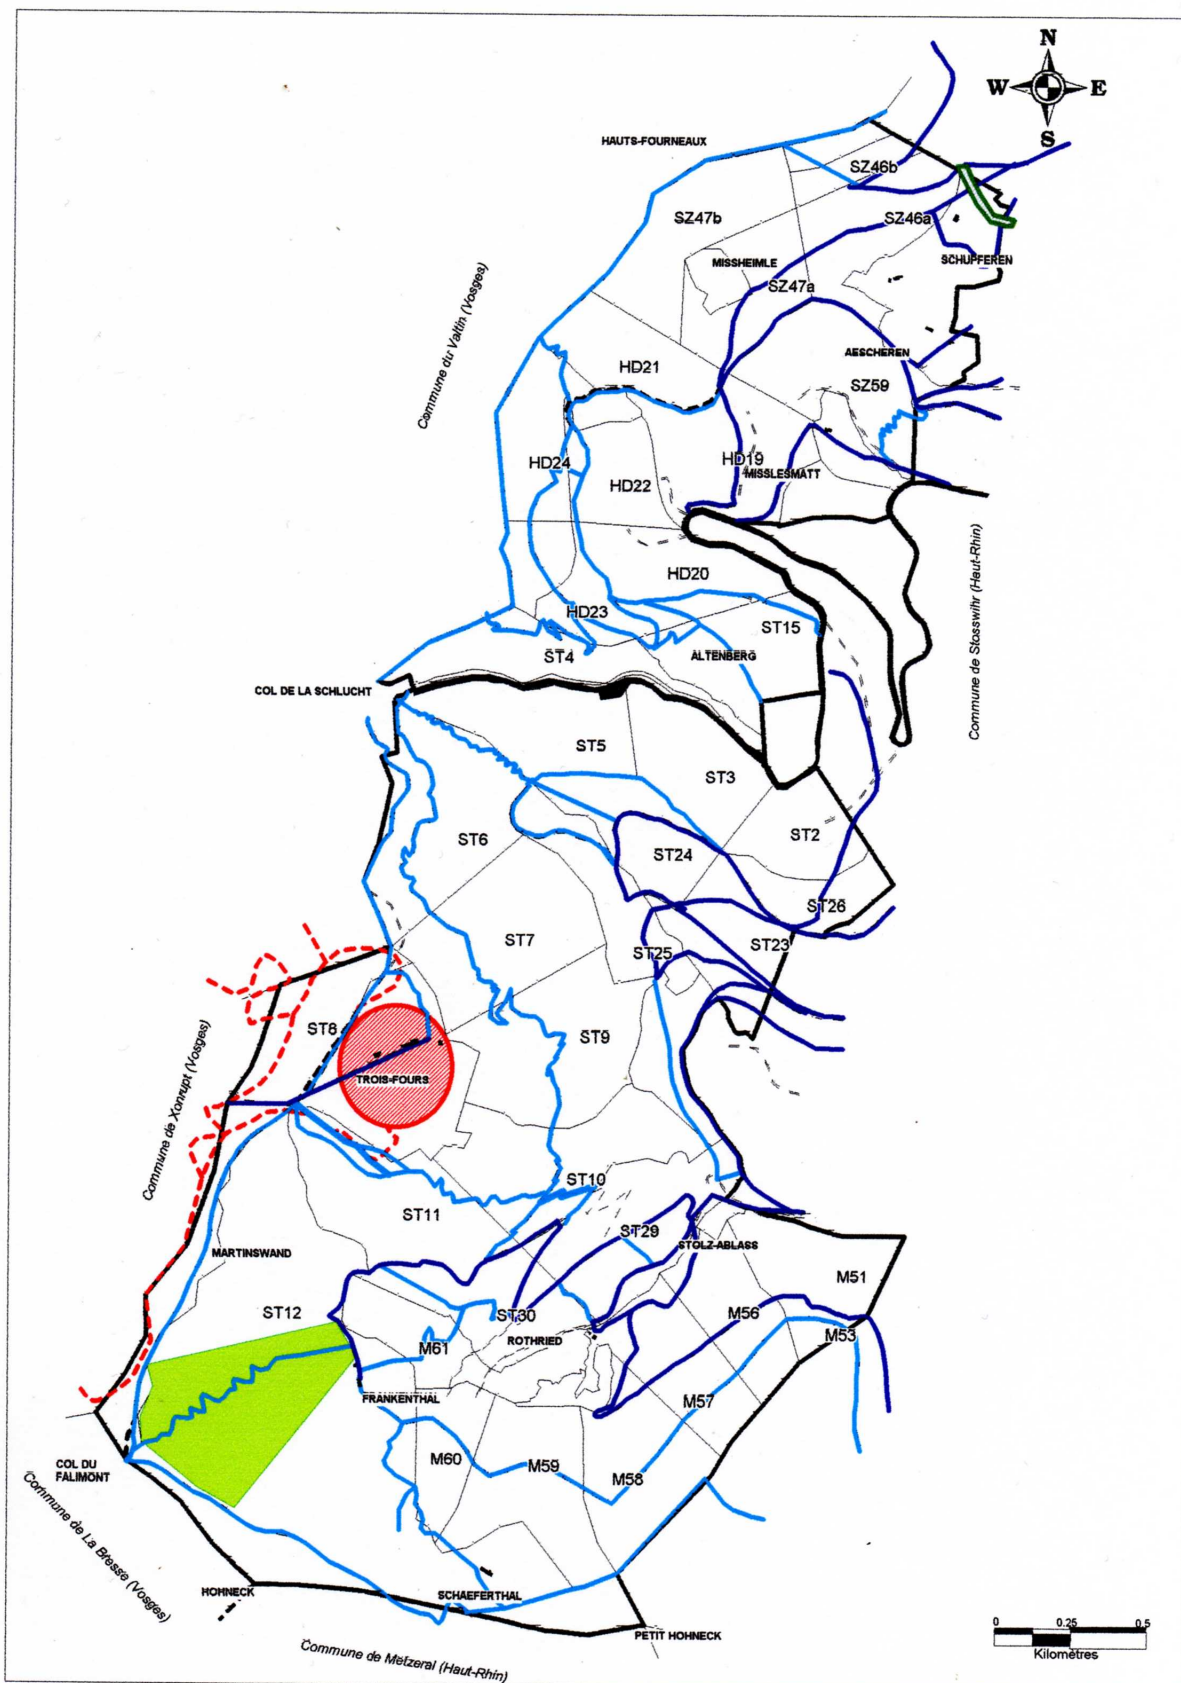 N
W E
S
HAUTS-FOURNEAUX
SZ46b
SZ47b
SZ46a
MISSHEIMLE
SCHUPFEREN
SZ47a
Commune du Valtin (Vosges)
AESCHEREN
HD21
SZ59
HD24
HD19
MISSLESMATT
HD22
Commune de Stosswihr (Haut-Rhin)
HD20
HD23
ST15
ST4
ALTENBERG
COL DE LA SCHLUCHT
ST5
ST3
ST2
ST6
ST24
ST26
ST7
ST23
ST25
ST8
ST9
Commune de Xonrupt (Vosges)
TROIS-FOURS
ST10
ST11
ST29
STOLZ-ABLASS
MARTINSWAND
M51
ST12
ST30
M56
M53
ROTHRIED
M61
FRANKENTHAL
M57
M60
M59
M58
COL DU
FALIMONT
Commune de La Bresse (Vosges)
HOHNECK
SCHAEFERTHAL
PETIT HOHNECK
Commune de Metzeral (Haut-Rhin)
0 0.25 0.5
Kilometres